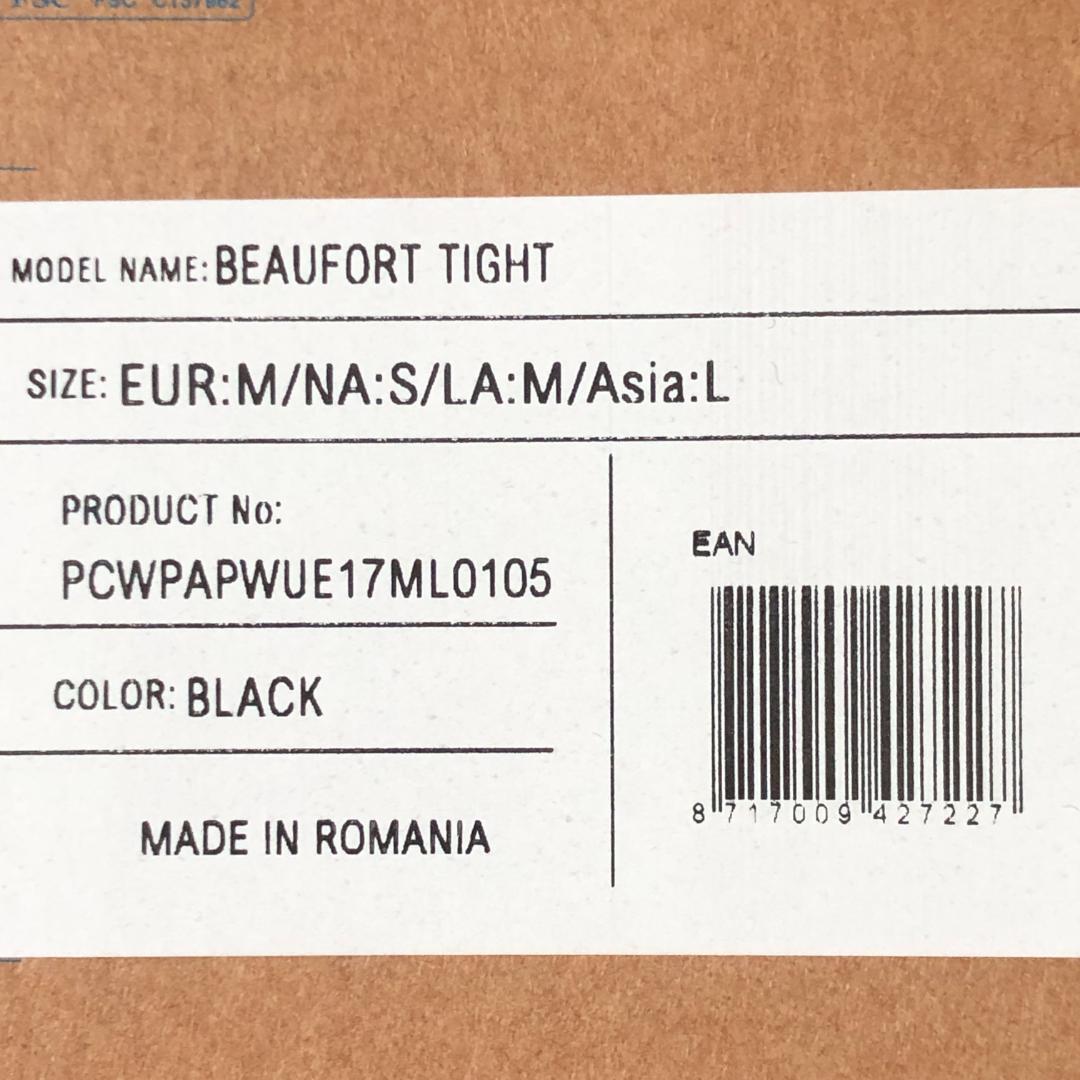 MODEL NAME: BEAUFORT TIGHT
SIZE: EUR:M/NA:S/LA:M/Asia:L
PRODUCT No:
PCWPAPWUE17ML0105
COLOR: BLACK
MADE IN ROMANIA
EAN
8 717009 427227